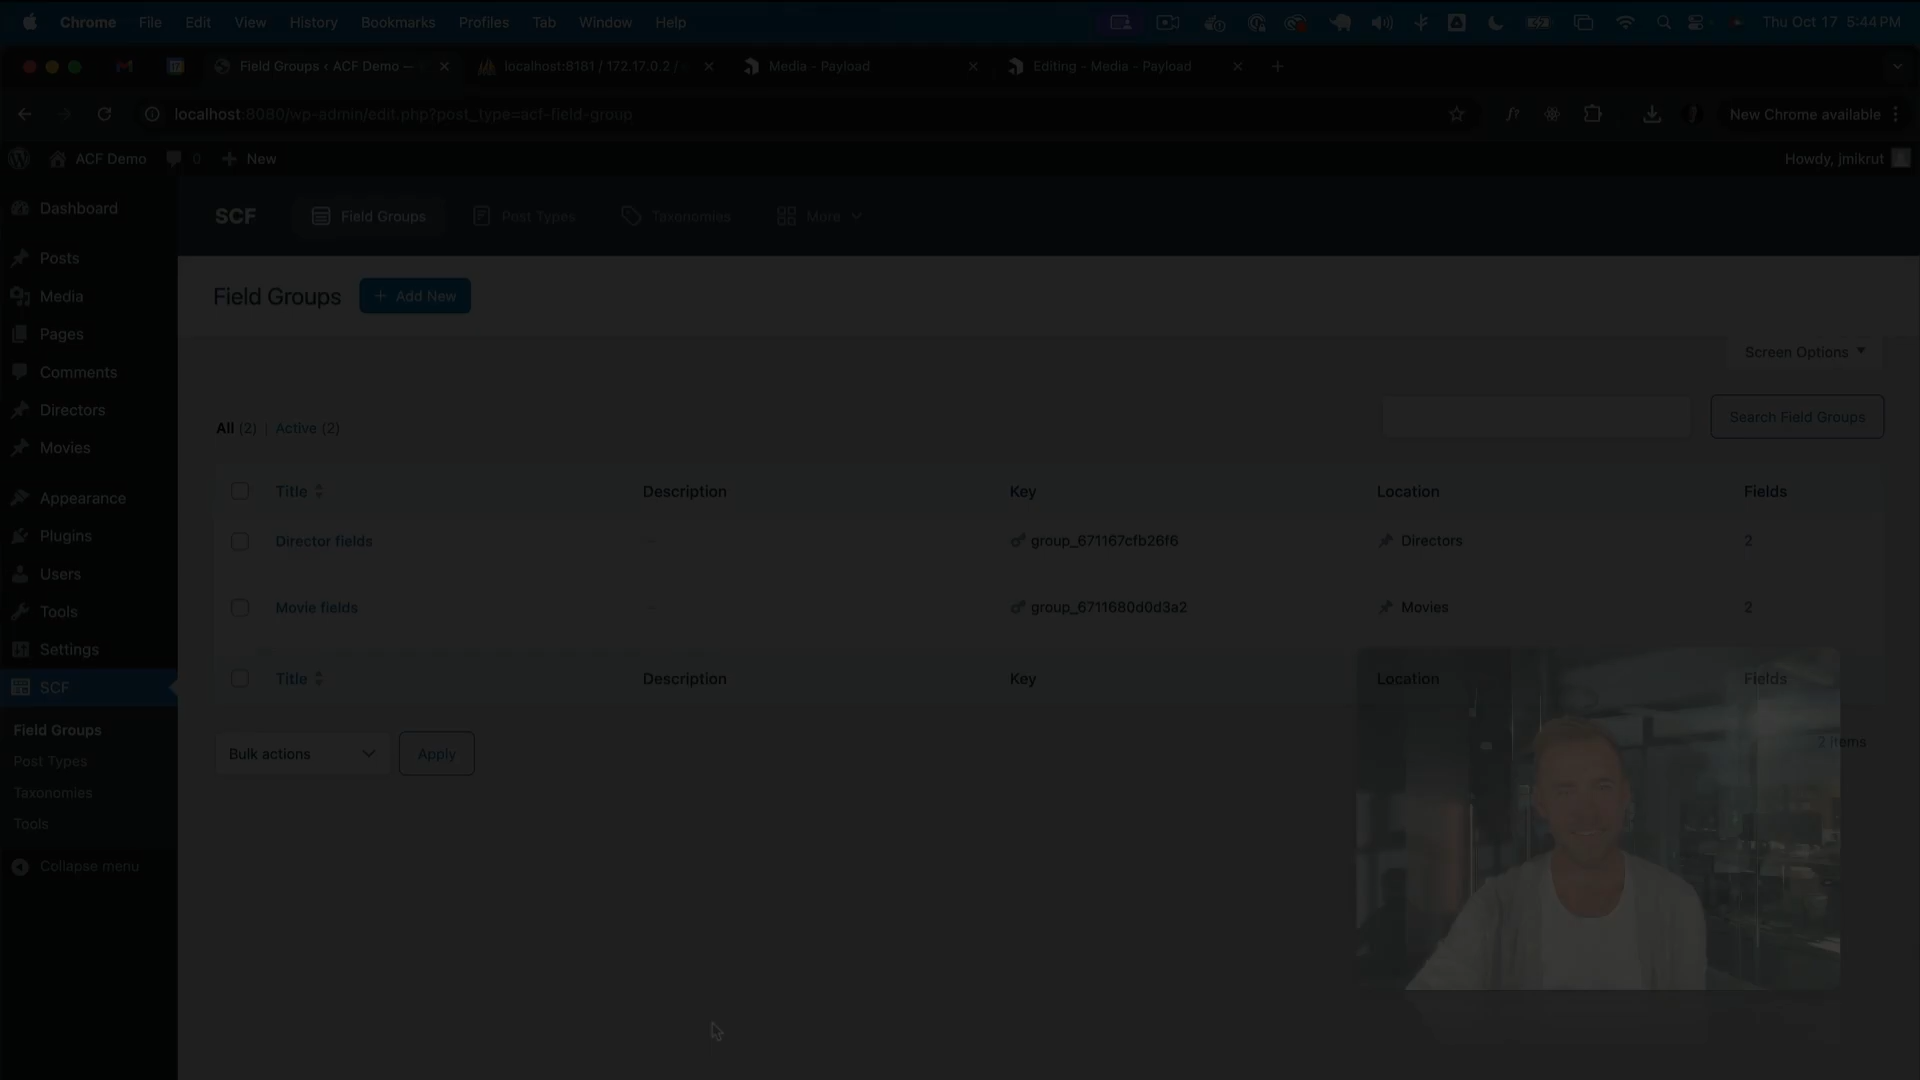 Chrome File Edit View History Bookmarks Profiles Tab Window Help Thu Oct 17 5:44 PM
Field Groups ‹ ACF Demo — localhost:8181 / 172.17.0.2 / Media - Payload Editing - Media - Payload
localhost:8080/wp-admin/edit.php?post_type=acf-field-group New Chrome available
ACF Demo 0 New Howdy, jmikrut
Dashboard
Posts
Media
Pages
Comments
Directors
Movies
Appearance
Plugins
Users
Tools
Settings
SCF
Field Groups
Post Types
Taxonomies
Tools
Collapse menu
SCF Field Groups Post Types Taxonomies More
Field Groups + Add New
Screen Options
All (2) | Active (2) Search Field Groups
Title Description Key Location Fields
Director fields — group_671167cfb26f6 Directors 2
Movie fields — group_6711680d0d3a2 Movies 2
Title Description Key Location Fields
2 items
Bulk actions Apply